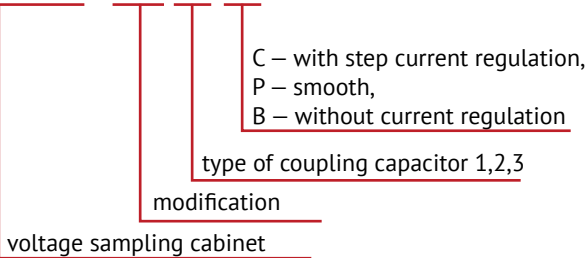 C – with step current regulation,
P – smooth,
B – without current regulation
type of coupling capacitor 1,2,3
modification
voltage sampling cabinet